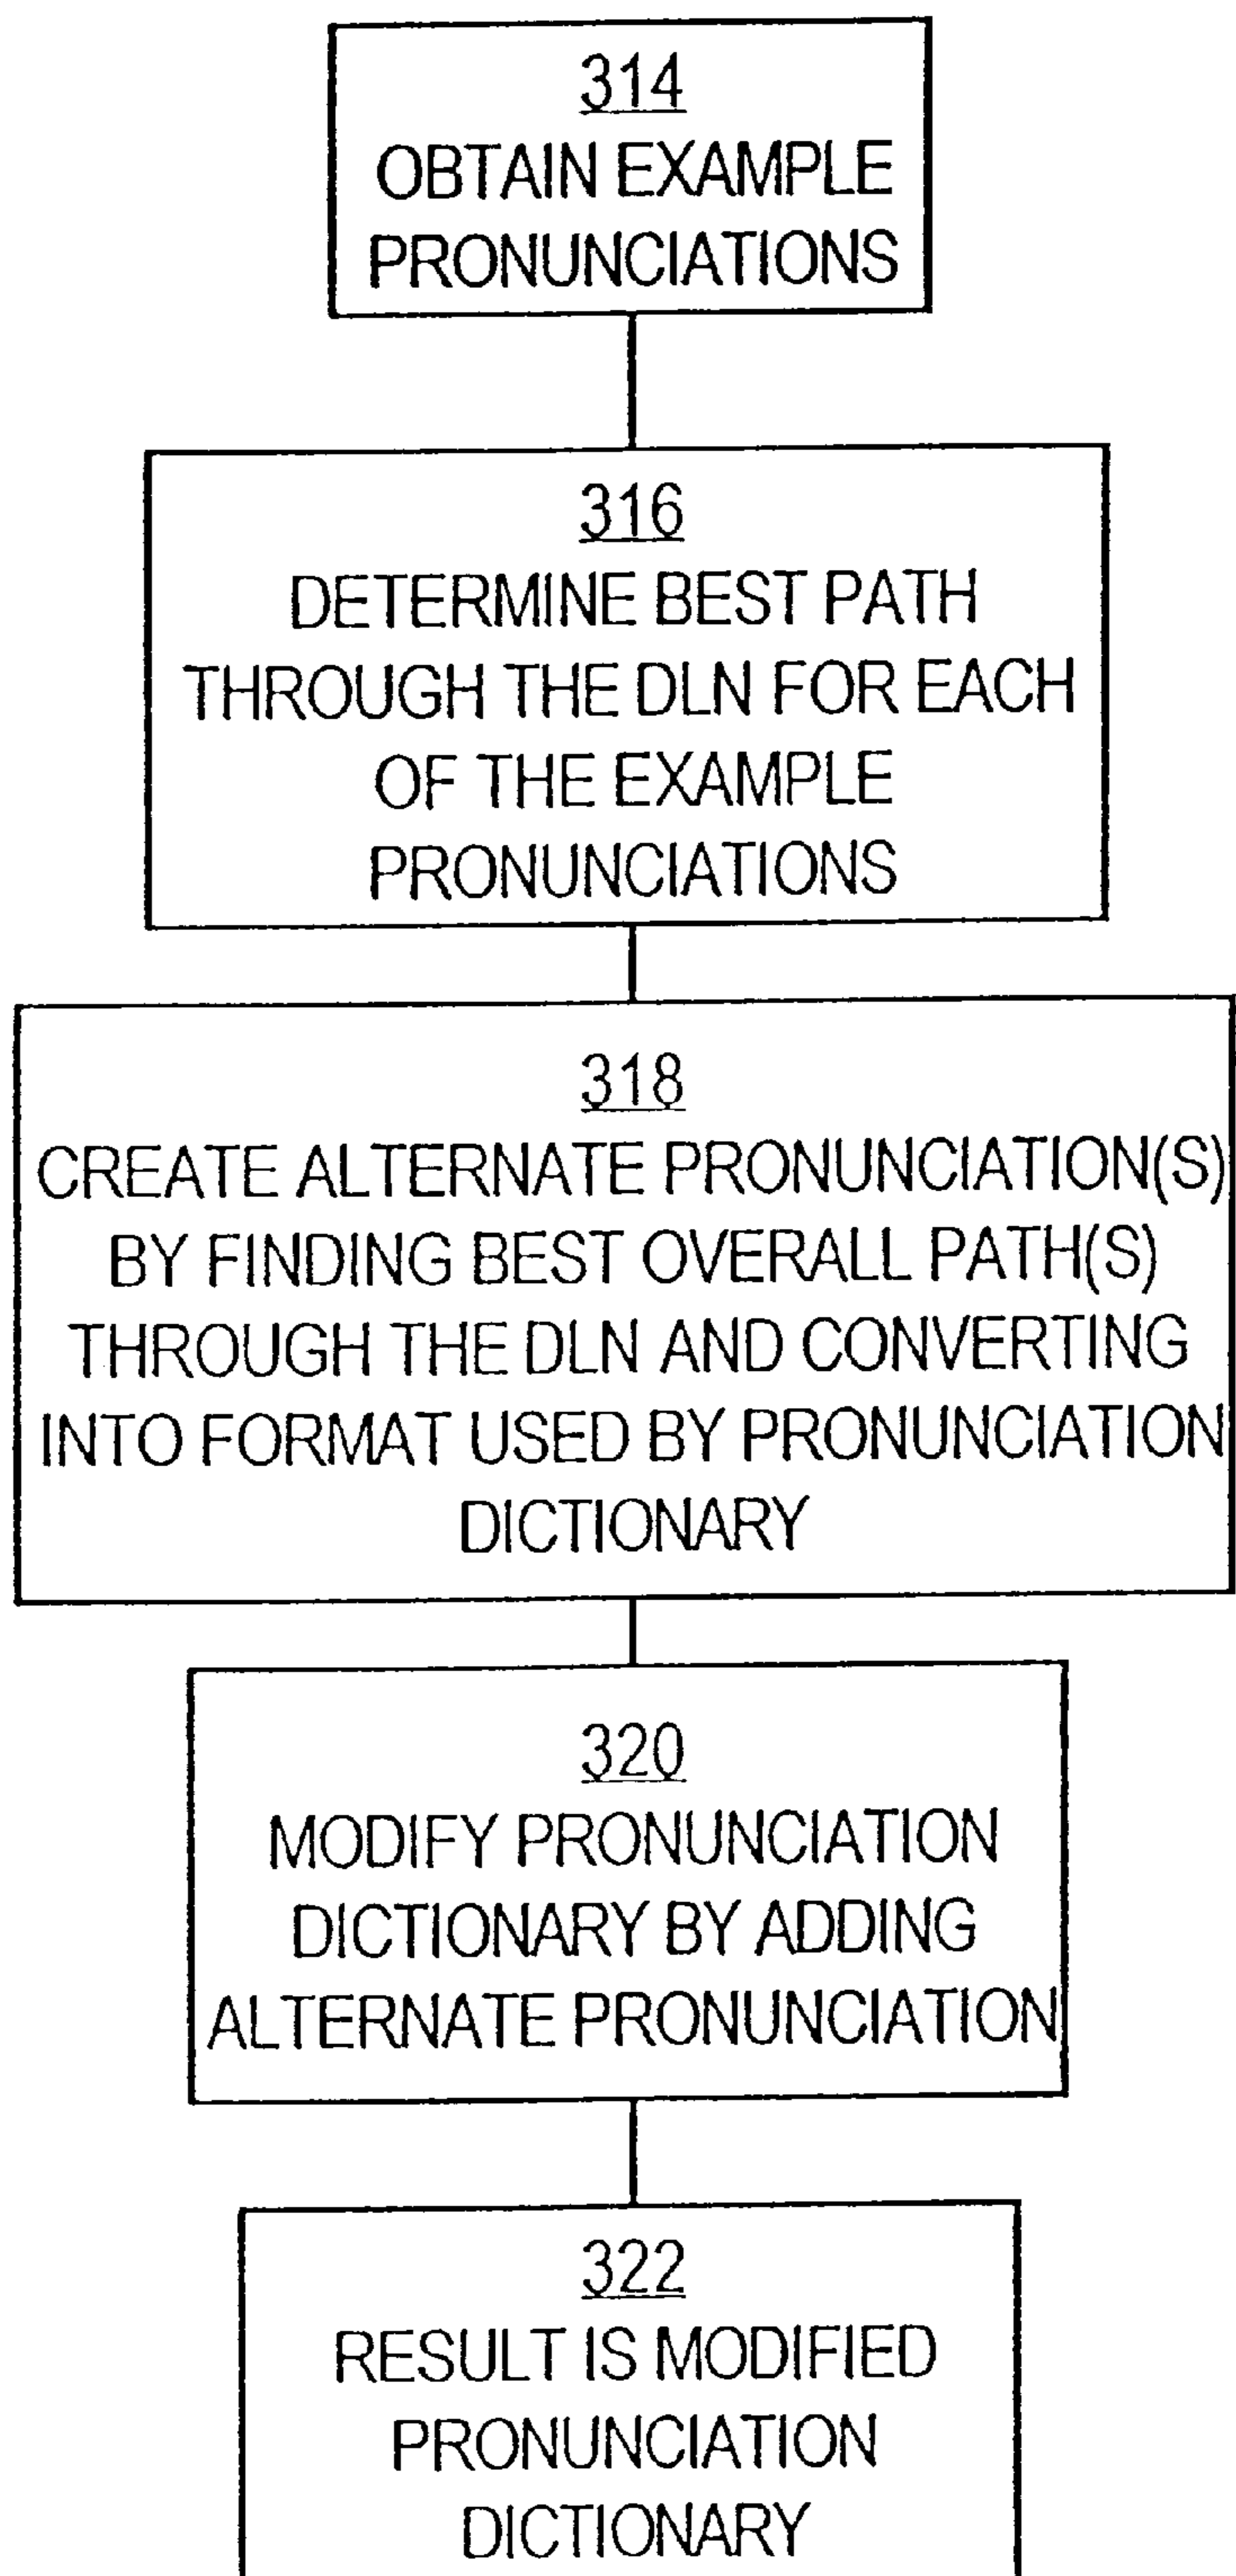 314
OBTAIN EXAMPLE
PRONUNCIATIONS
316
DETERMINE BEST PATH
THROUGH THE DLN FOR EACH
OF THE EXAMPLE
PRONUNCIATIONS
318
CREATE ALTERNATE PRONUNCIATION(S)
BY FINDING BEST OVERALL PATH(S)
THROUGH THE DLN AND CONVERTING
INTO FORMAT USED BY PRONUNCIATION
DICTIONARY
320
MODIFY PRONUNCIATION
DICTIONARY BY ADDING
ALTERNATE PRONUNCIATION
322
RESULT IS MODIFIED
PRONUNCIATION
DICTIONARY